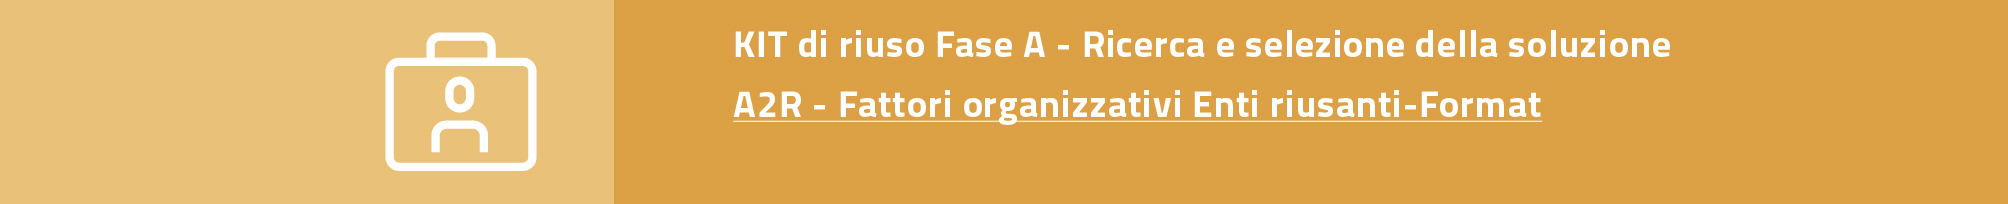 KIT di riuso Fase A - Ricerca e selezione della soluzione
A2R - Fattori organizzativi Enti riusanti-Format